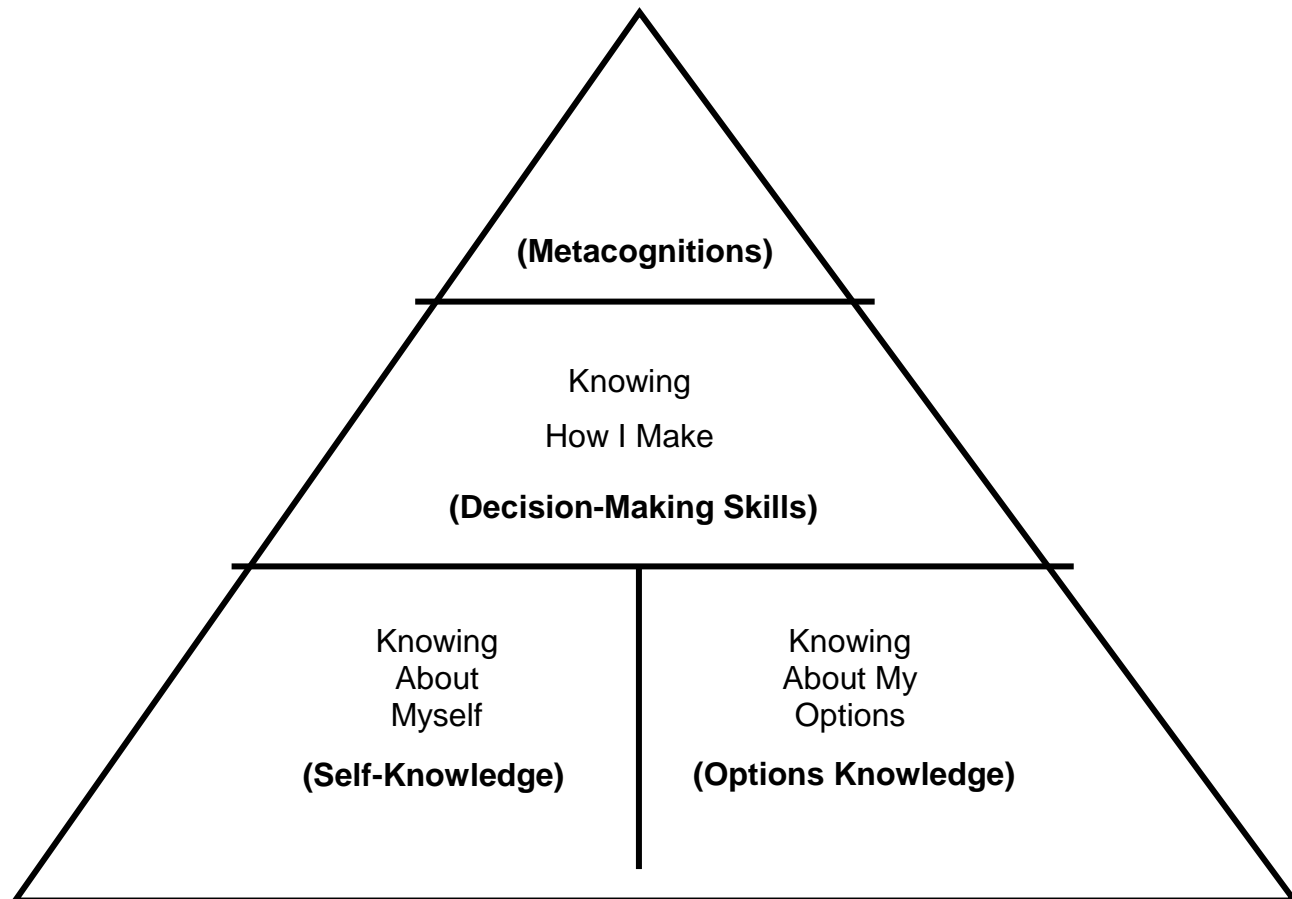 (Metacognitions)
Knowing
How I Make
(Decision-Making Skills)
Knowing
About
Myself
(Self-Knowledge)
Knowing
About My
Options
(Options Knowledge)